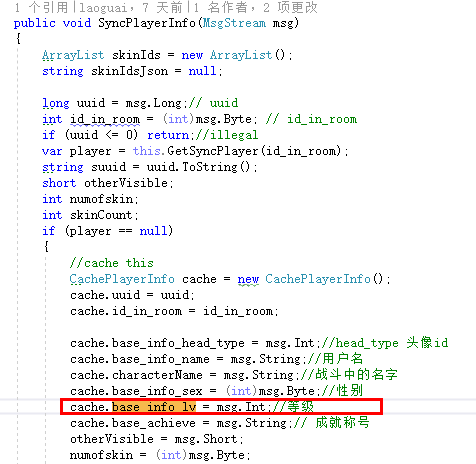 1 个引用|laoguai，7 天前|1 名作者，2 项更改
public void SyncPlayerInfo(MsgStream msg)
{
ArrayList skinIds = new ArrayList();
string skinIdsJson = null;
long uuid = msg.Long;// uuid
int id_in_room = (int)msg.Byte; // id_in_room
if (uuid <= 0) return;//illegal
var player = this.GetSyncPlayer(id_in_room);
string suuid = uuid.ToString();
short otherVisible;
int numofskin;
int skinCount;
if (player == null)
{
//cache this
CachePlayerInfo cache = new CachePlayerInfo();
cache.uuid = uuid;
cache.id_in_room = id_in_room;
cache.base_info_head_type = msg.Int;//head_type 头像id
cache.base_info_name = msg.String;//用户名
cache.characterName = msg.String;//战斗中的名字
cache.base_info_sex = (int)msg.Byte;//性别
cache.base_info_lv = msg.Int;//等级
cache.base_achieve = msg.String;// 成就称号
otherVisible = msg.Short;
numofskin = (int)msg.Byte;